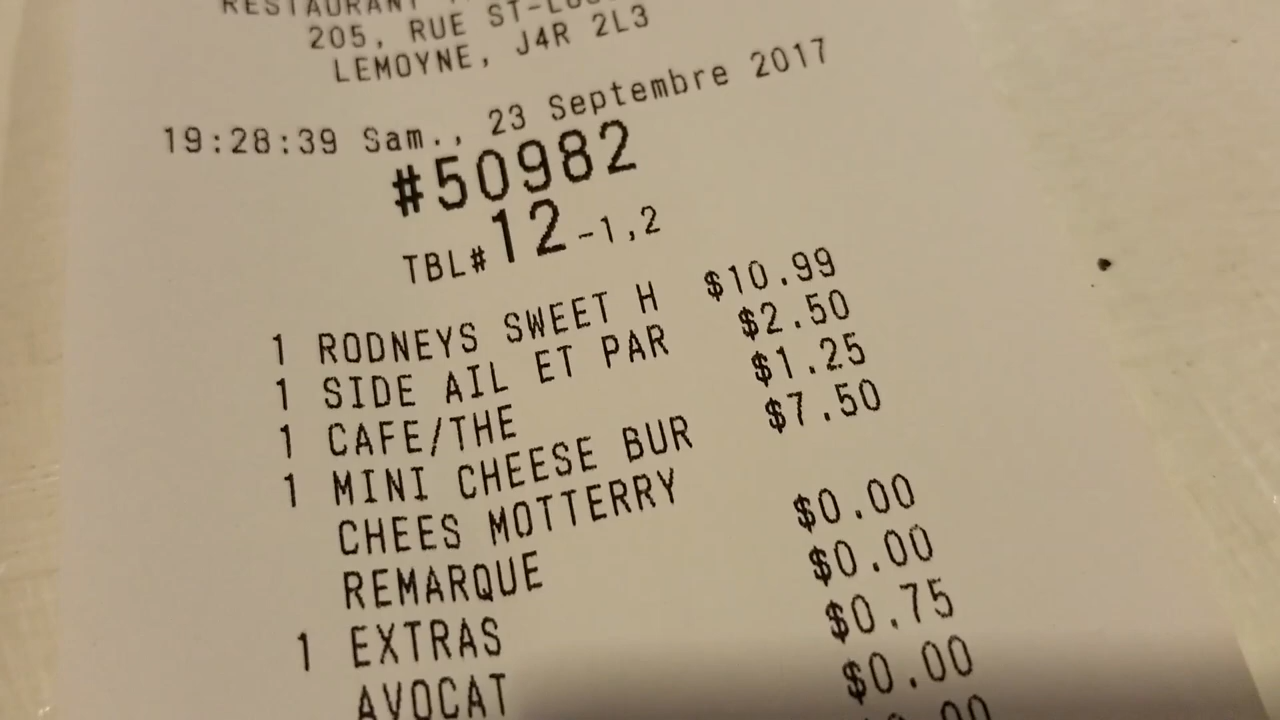 RESTAURANT
205, RUE ST-LOUIS
LEMOYNE, J4R 2L3
19:28:39 Sam., 23 Septembre 2017
#50982
TBL#12-1,2
1 RODNEYS SWEET H $10.99
1 SIDE AIL ET PAR $2.50
1 CAFE/THE $1.25
1 MINI CHEESE BUR $7.50
CHEES MOTTERRY $0.00
REMARQUE $0.00
1 EXTRAS $0.75
AVOCAT $0.00